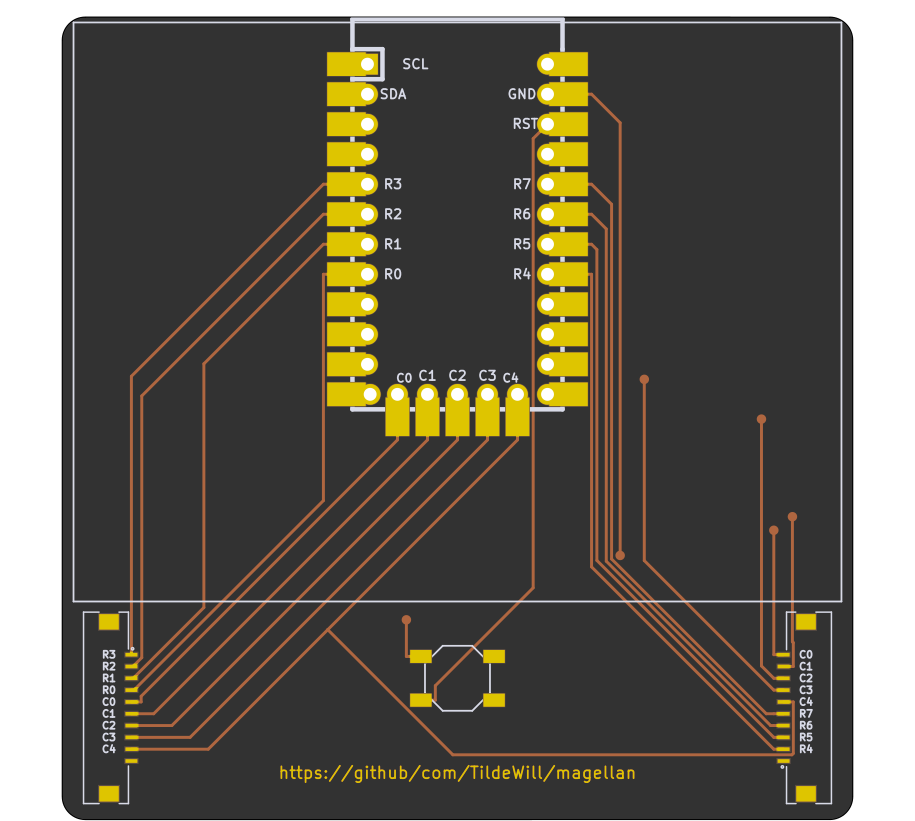 SCL
SDA
GND
RST
R3
R7
R2
R6
R1
R5
R0
R4
C0 C1 C2 C3 C4
R3
R2
R1
R0
C0
C1
C2
C3
C4
C0
C1
C2
C3
C4
R7
R6
R5
R4
https://github/com/TildeWill/magellan